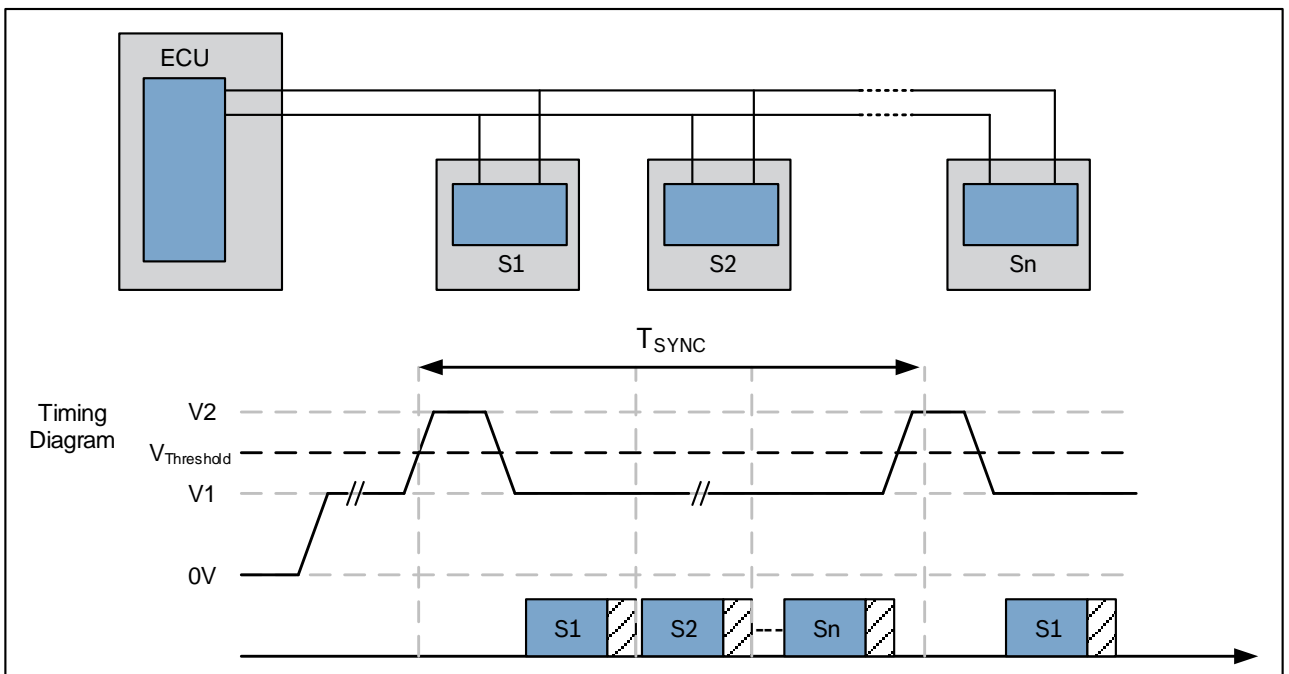 ECU
S1
S2
Sn
TSYNC
Timing
Diagram
V2
VThreshold
V1
0V
S1
S2
Sn
S1